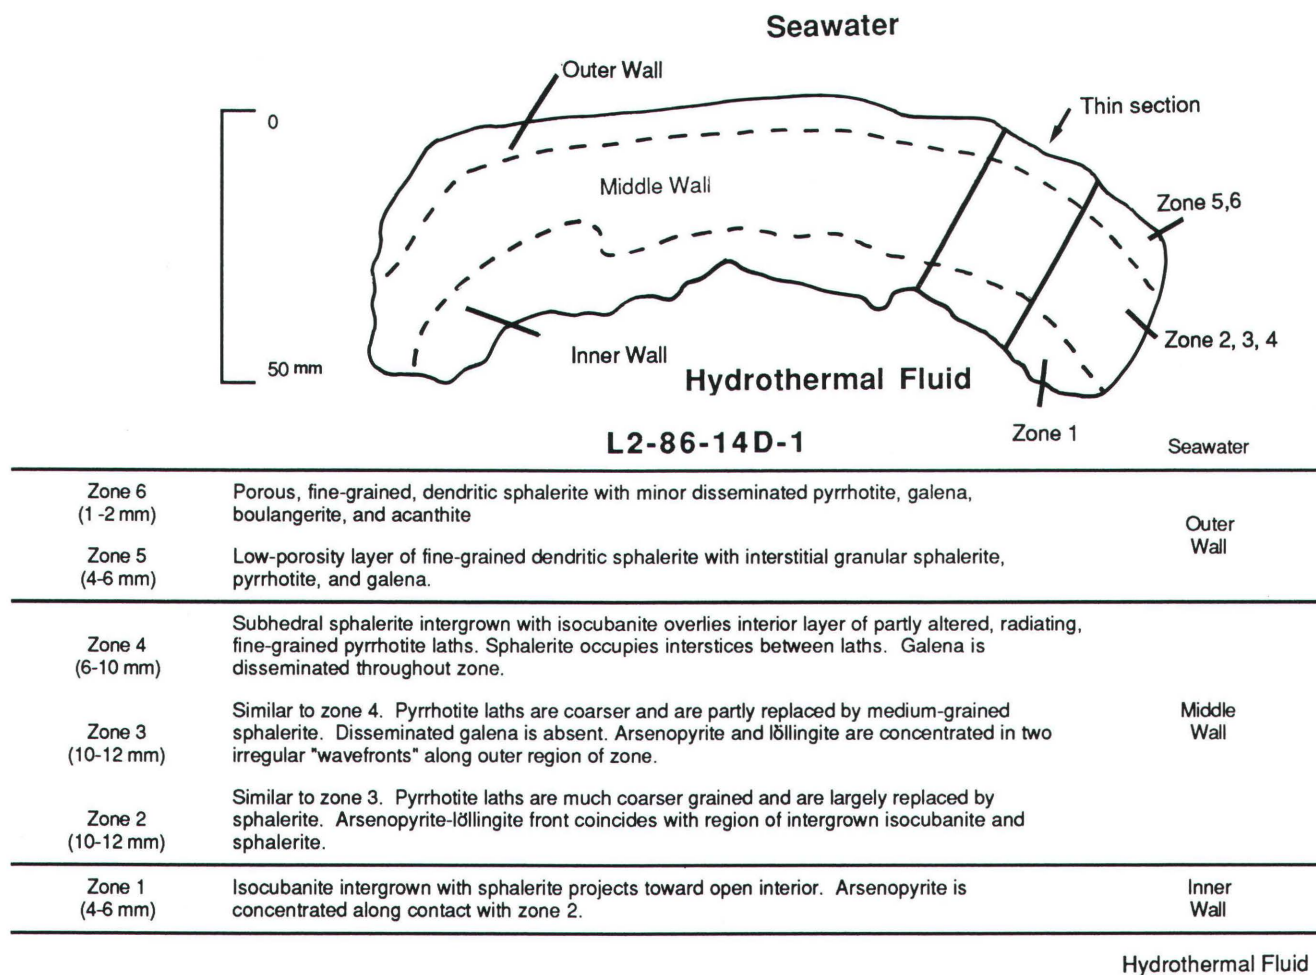 Seawater
Outer Wall
0
Thin section
Middle Wall
Zone 5,6
Zone 2, 3, 4
Inner Wall
50 mm
Hydrothermal Fluid
Zone 1
L2-86-14D-1
Seawater
Zone 6
(1 -2 mm)
Porous, fine-grained, dendritic sphalerite with minor disseminated pyrrhotite, galena,
boulangerite, and acanthite
Outer
Wall
Zone 5
(4-6 mm)
Low-porosity layer of fine-grained dendritic sphalerite with interstitial granular sphalerite,
pyrrhotite, and galena.
Zone 4
(6-10 mm)
Subhedral sphalerite intergrown with isocubanite overlies interior layer of partly altered, radiating,
fine-grained pyrrhotite laths. Sphalerite occupies interstices between laths. Galena is
disseminated throughout zone.
Zone 3
(10-12 mm)
Similar to zone 4. Pyrrhotite laths are coarser and are partly replaced by medium-grained
sphalerite. Disseminated galena is absent. Arsenopyrite and löllingite are concentrated in two
irregular "wavefronts" along outer region of zone.
Middle
Wall
Zone 2
(10-12 mm)
Similar to zone 3. Pyrrhotite laths are much coarser grained and are largely replaced by
sphalerite. Arsenopyrite-löllingite front coincides with region of intergrown isocubanite and
sphalerite.
Zone 1
(4-6 mm)
Isocubanite intergrown with sphalerite projects toward open interior. Arsenopyrite is
concentrated along contact with zone 2.
Inner
Wall
Hydrothermal Fluid